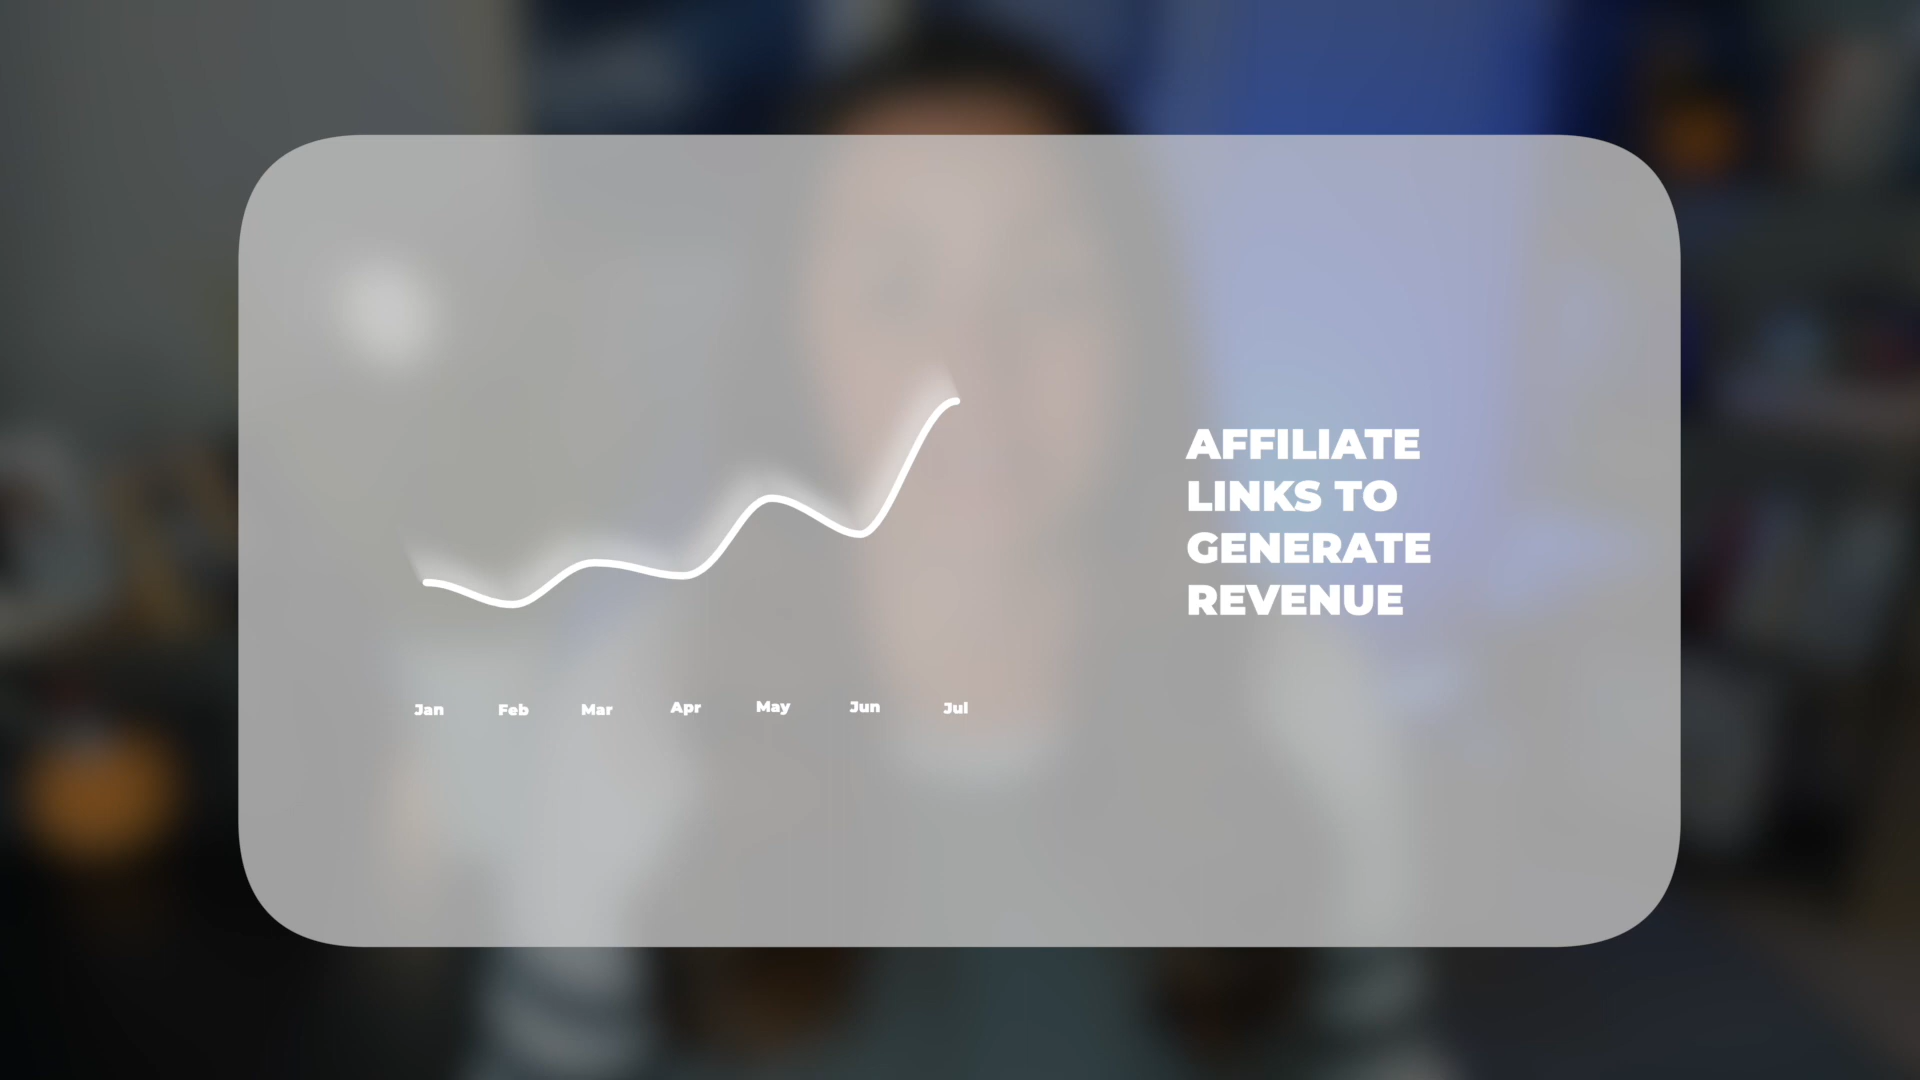 AFFILIATE
LINKS TO
GENERATE
REVENUE
Jan Feb Mar Apr May Jun Jul